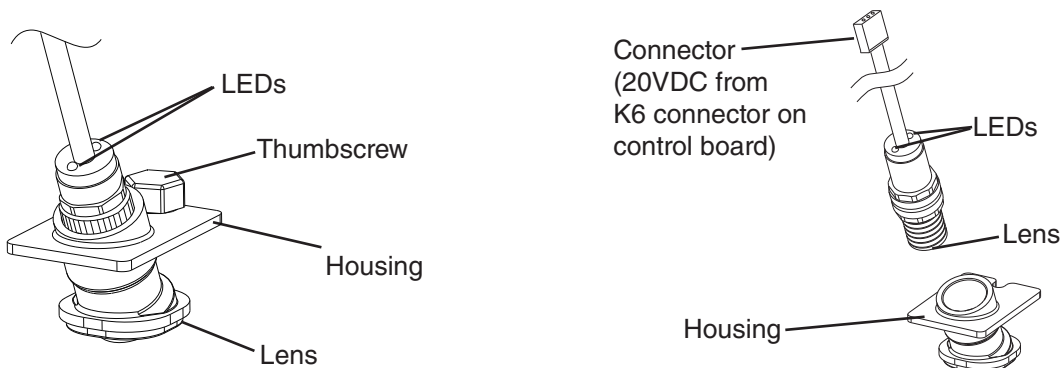 LEDs
Thumbscrew
Housing
Lens
Connector
(20VDC from
K6 connector on
control board)
LEDs
Lens
Housing